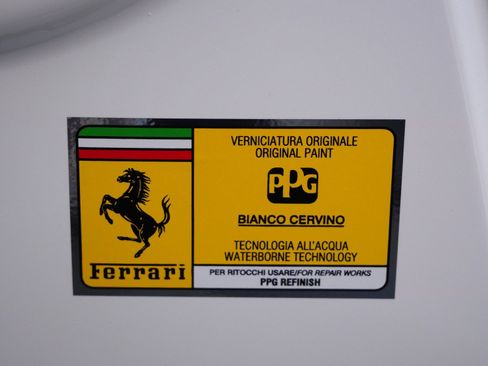 VERNICIATURA ORIGINALE
ORIGINAL PAINT
PPG
BIANCO CERVINO
TECNOLOGIA ALL'ACQUA
WATERBORNE TECHNOLOGY
Ferrari
PER RITOCCHI USARE/FOR REPAIR WORKS
PPG REFINISH